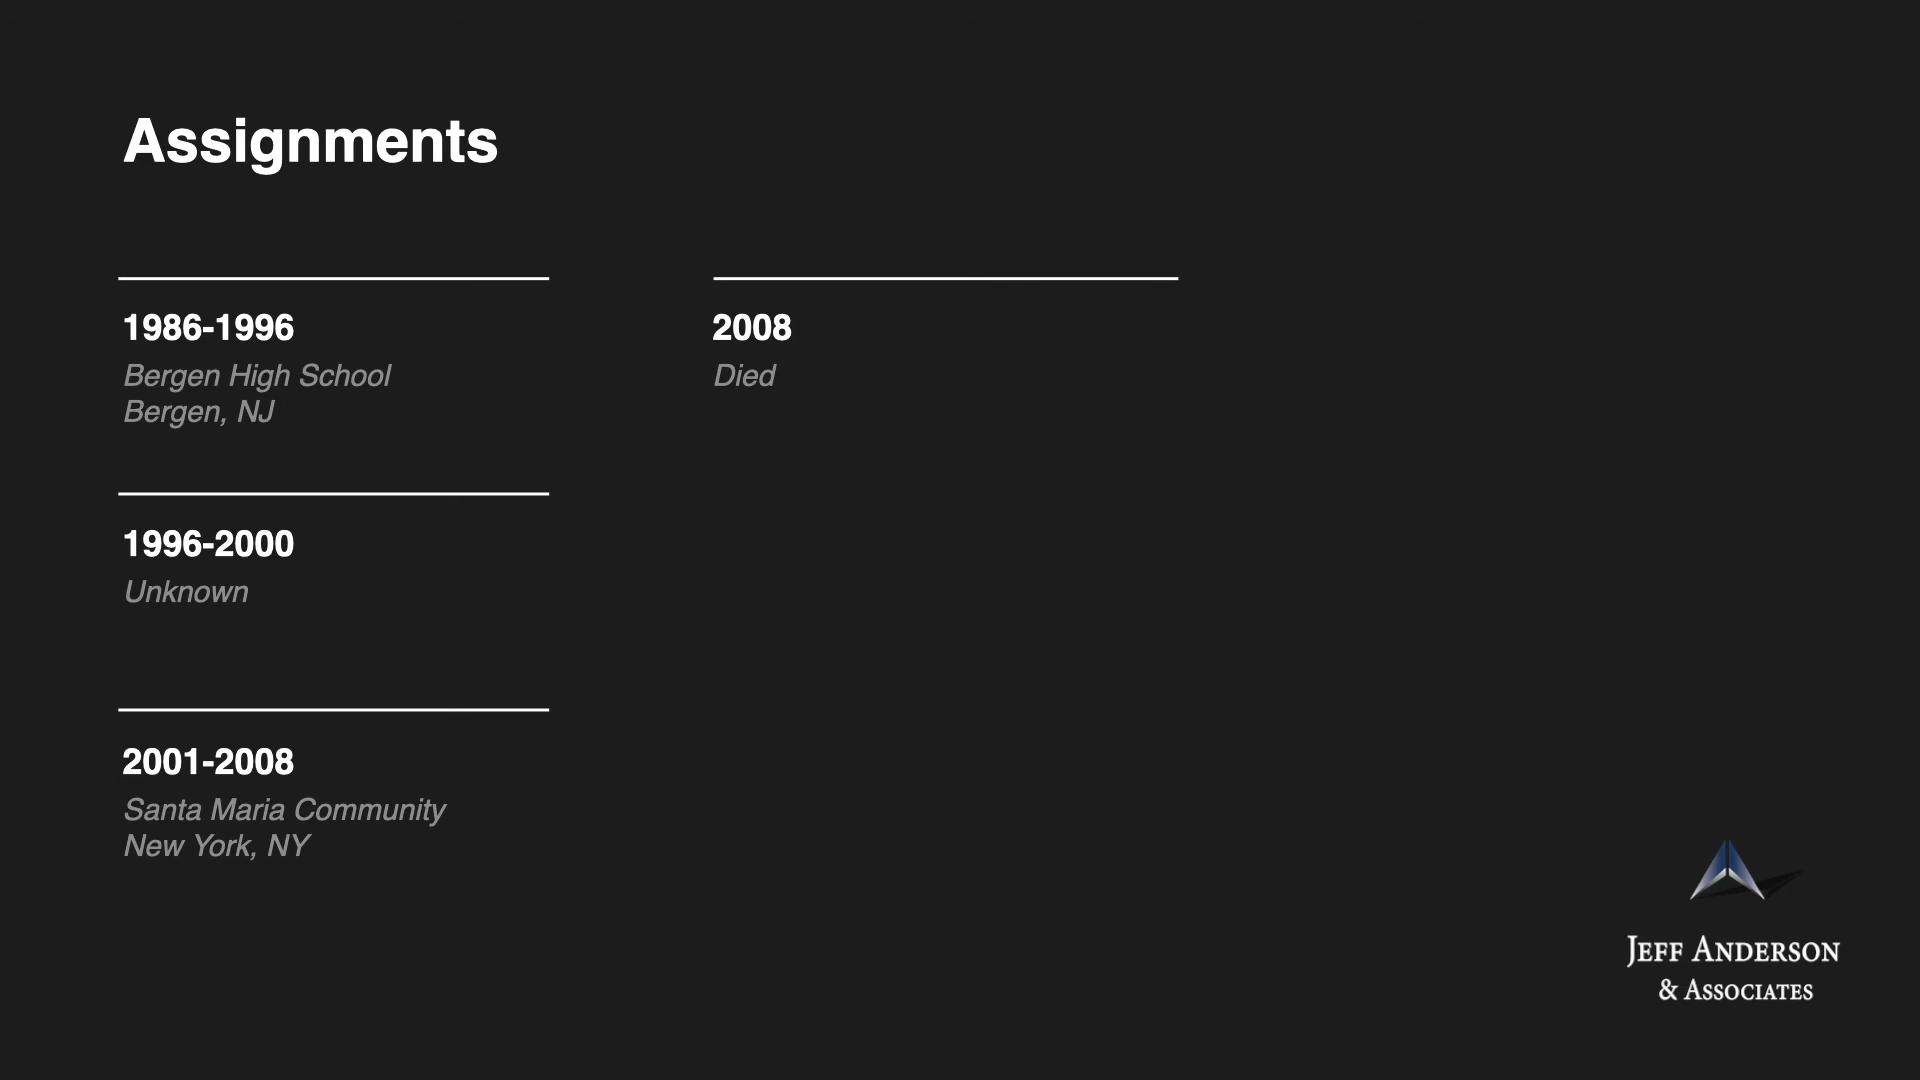 Assignments
1986-1996
Bergen High School
Bergen, NJ
1996-2000
Unknown
2001-2008
Santa Maria Community
New York, NY
2008
Died
Jeff Anderson
& Associates